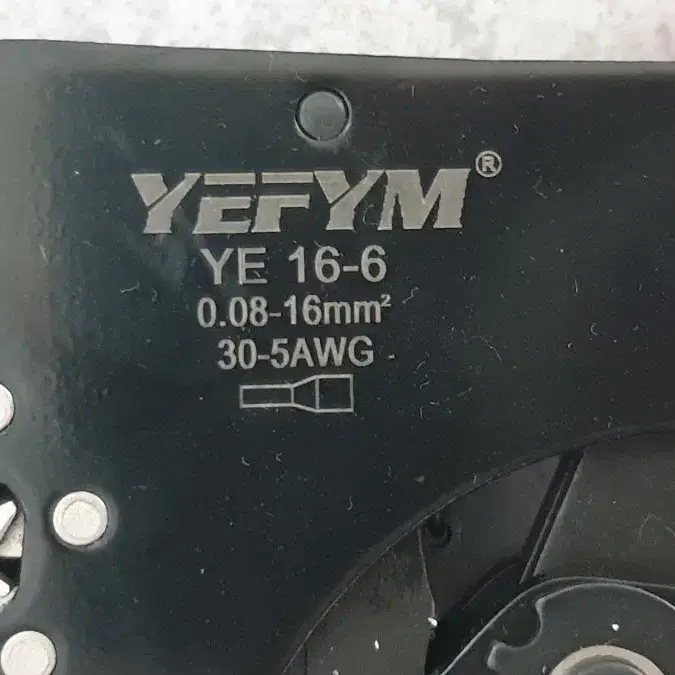 YEFYM®
YE 16-6
0.08-16mm²
30-5AWG